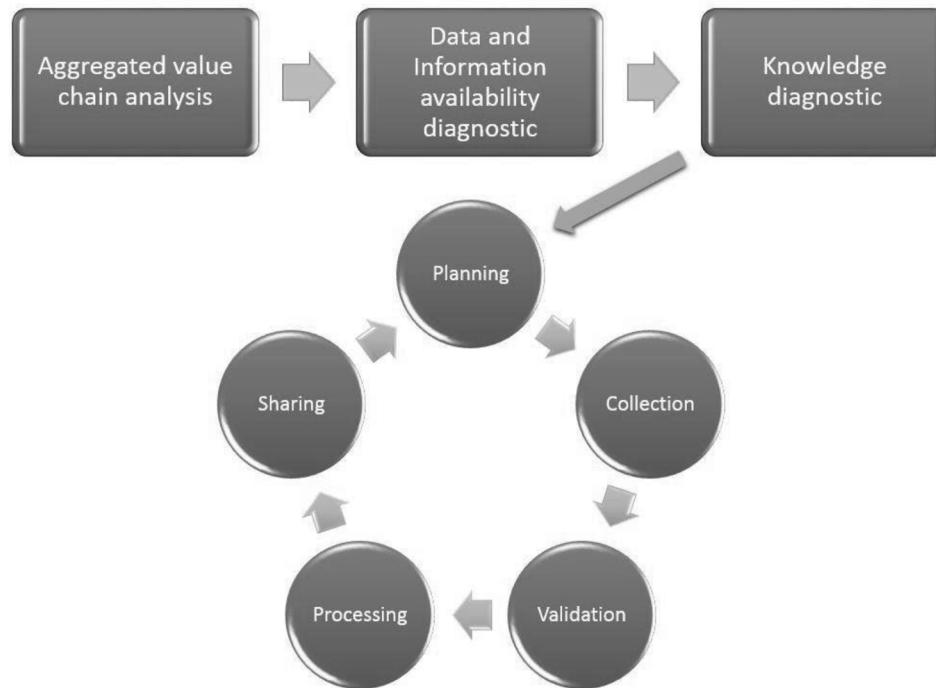 Aggregated value
chain analysis
Data and
Information
availability
diagnostic
Knowledge
diagnostic
Planning
Collection
Validation
Processing
Sharing